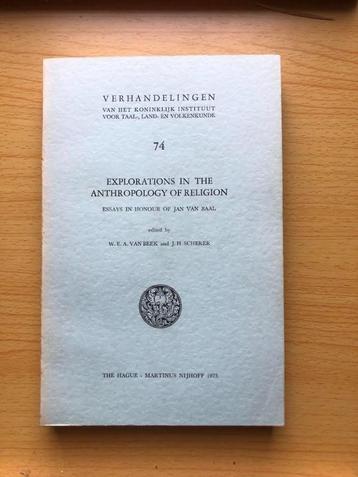 VERHANDELINGEN
VAN HET KONINKLIJK INSTITUUT
VOOR TAAL-, LAND- EN VOLKENKUNDE
74
EXPLORATIONS IN THE
ANTHROPOLOGY OF RELIGION
ESSAYS IN HONOUR OF JAN VAN BAAL
edited by
W. E. A. VAN BEEK and J. H. SCHERER
THE HAGUE - MARTINUS NIJHOFF 1975